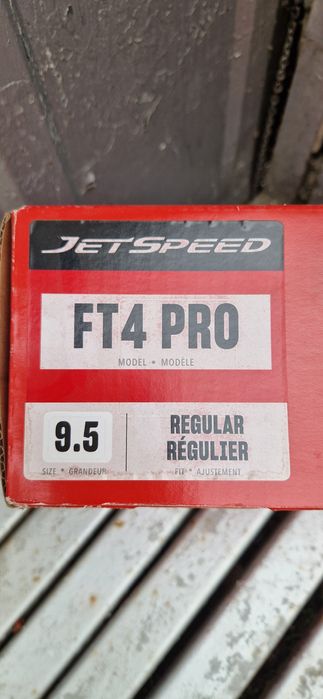 JETSPEED
FT4 PRO
MODEL • MODÈLE
9.5
SIZE • GRANDEUR
REGULAR
RÉGULIER
FIT • AJUSTEMENT